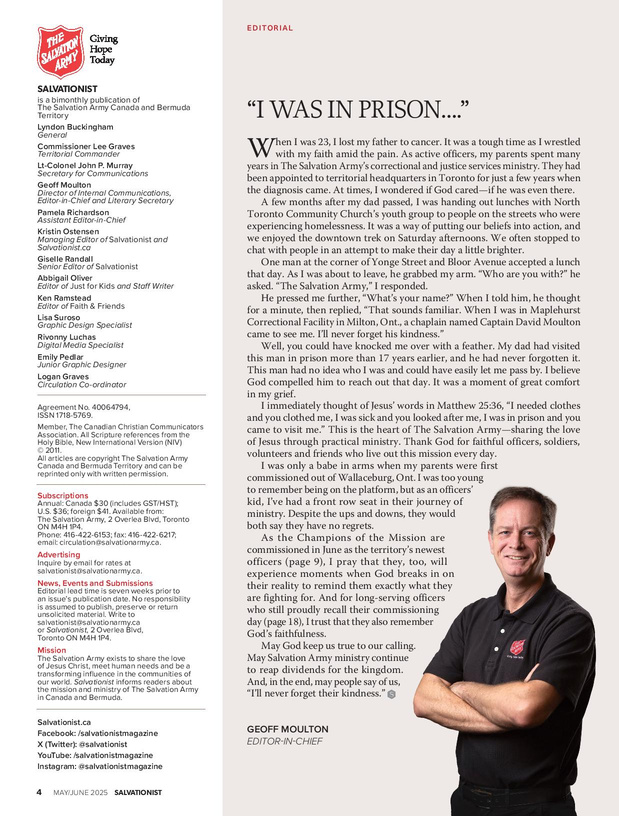 THE
SALVATION
ARMY
Giving
Hope
Today
SALVATIONIST
is a bimonthly publication of
The Salvation Army Canada and Bermuda
Territory
Lyndon Buckingham
General
Commissioner Lee Graves
Territorial Commander
Lt-Colonel John P. Murray
Secretary for Communications
Geoff Moulton
Director of Internal Communications,
Editor-in-Chief and Literary Secretary
Pamela Richardson
Assistant Editor-in-Chief
Kristin Ostensen
Managing Editor of Salvationist and
Salvationist.ca
Giselle Randall
Senior Editor of Salvationist
Abbigail Oliver
Editor of Just for Kids and Staff Writer
Ken Ramstead
Editor of Faith & Friends
Lisa Suroso
Graphic Design Specialist
Rivonny Luchas
Digital Media Specialist
Emily Pedlar
Junior Graphic Designer
Logan Graves
Circulation Co-ordinator
Agreement No. 40064794,
ISSN 1718-5769.
Member, The Canadian Christian Communicators
Association. All Scripture references from the
Holy Bible, New International Version (NIV)
© 2011.
All articles are copyright The Salvation Army
Canada and Bermuda Territory and can be
reprinted only with written permission.
Subscriptions
Annual: Canada $30 (includes GST/HST);
U.S. $36; foreign $41. Available from:
The Salvation Army, 2 Overlea Blvd, Toronto
ON M4H 1P4.
Phone: 416-422-6153; fax: 416-422-6217;
email: circulation@salvationarmy.ca.
Advertising
Inquire by email for rates at
salvationist@salvationarmy.ca.
News, Events and Submissions
Editorial lead time is seven weeks prior to
an issue's publication date. No responsibility
is assumed to publish, preserve or return
unsolicited material. Write to
salvationist@salvationarmy.ca
or Salvationist, 2 Overlea Blvd,
Toronto ON M4H 1P4.
Mission
The Salvation Army exists to share the love
of Jesus Christ, meet human needs and be a
transforming influence in the communities of
our world. Salvationist informs readers about
the mission and ministry of The Salvation Army
in Canada and Bermuda.
Salvationist.ca
Facebook: /salvationistmagazine
X (Twitter): @salvationist
YouTube: /salvationistmagazine
Instagram: @salvationistmagazine
4 MAY/JUNE 2025 SALVATIONIST
EDITORIAL
“I WAS IN PRISON....”
When I was 23, I lost my father to cancer. It was a tough time as I wrestled
with my faith amid the pain. As active officers, my parents spent many
years in The Salvation Army's correctional and justice services ministry. They had
been appointed to territorial headquarters in Toronto for just a few years when
the diagnosis came. At times, I wondered if God cared—if he was even there.
A few months after my dad passed, I was handing out lunches with North
Toronto Community Church's youth group to people on the streets who were
experiencing homelessness. It was a way of putting our beliefs into action, and
we enjoyed the downtown trek on Saturday afternoons. We often stopped to
chat with people in an attempt to make their day a little brighter.
One man at the corner of Yonge Street and Bloor Avenue accepted a lunch
that day. As I was about to leave, he grabbed my arm. “Who are you with?” he
asked. “The Salvation Army,” I responded.
He pressed me further, “What's your name?” When I told him, he thought
for a minute, then replied, “That sounds familiar. When I was in Maplehurst
Correctional Facility in Milton, Ont., a chaplain named Captain David Moulton
came to see me. I'll never forget his kindness.”
Well, you could have knocked me over with a feather. My dad had visited
this man in prison more than 17 years earlier, and he had never forgotten it.
This man had no idea who I was and could have easily let me pass by. I believe
God compelled him to reach out that day. It was a moment of great comfort
in my grief.
I immediately thought of Jesus' words in Matthew 25:36, “I needed clothes
and you clothed me, I was sick and you looked after me, I was in prison and you
came to visit me.” This is the heart of The Salvation Army—sharing the love
of Jesus through practical ministry. Thank God for faithful officers, soldiers,
volunteers and friends who live out this mission every day.
I was only a babe in arms when my parents were first
commissioned out of Wallaceburg, Ont. I was too young
to remember being on the platform, but as an officers'
kid, I've had a front row seat in their journey of
ministry. Despite the ups and downs, they would
both say they have no regrets.
As the Champions of the Mission are
commissioned in June as the territory's newest
officers (page 9), I pray that they, too, will
experience moments when God breaks in on
their reality to remind them exactly what they
are fighting for. And for long-serving officers
who still proudly recall their commissioning
day (page 18), I trust that they also remember
God's faithfulness.
May God keep us true to our calling.
May Salvation Army ministry continue
to reap dividends for the kingdom.
And, in the end, may people say of us,
“I'll never forget their kindness.”
GEOFF MOULTON
EDITOR-IN-CHIEF